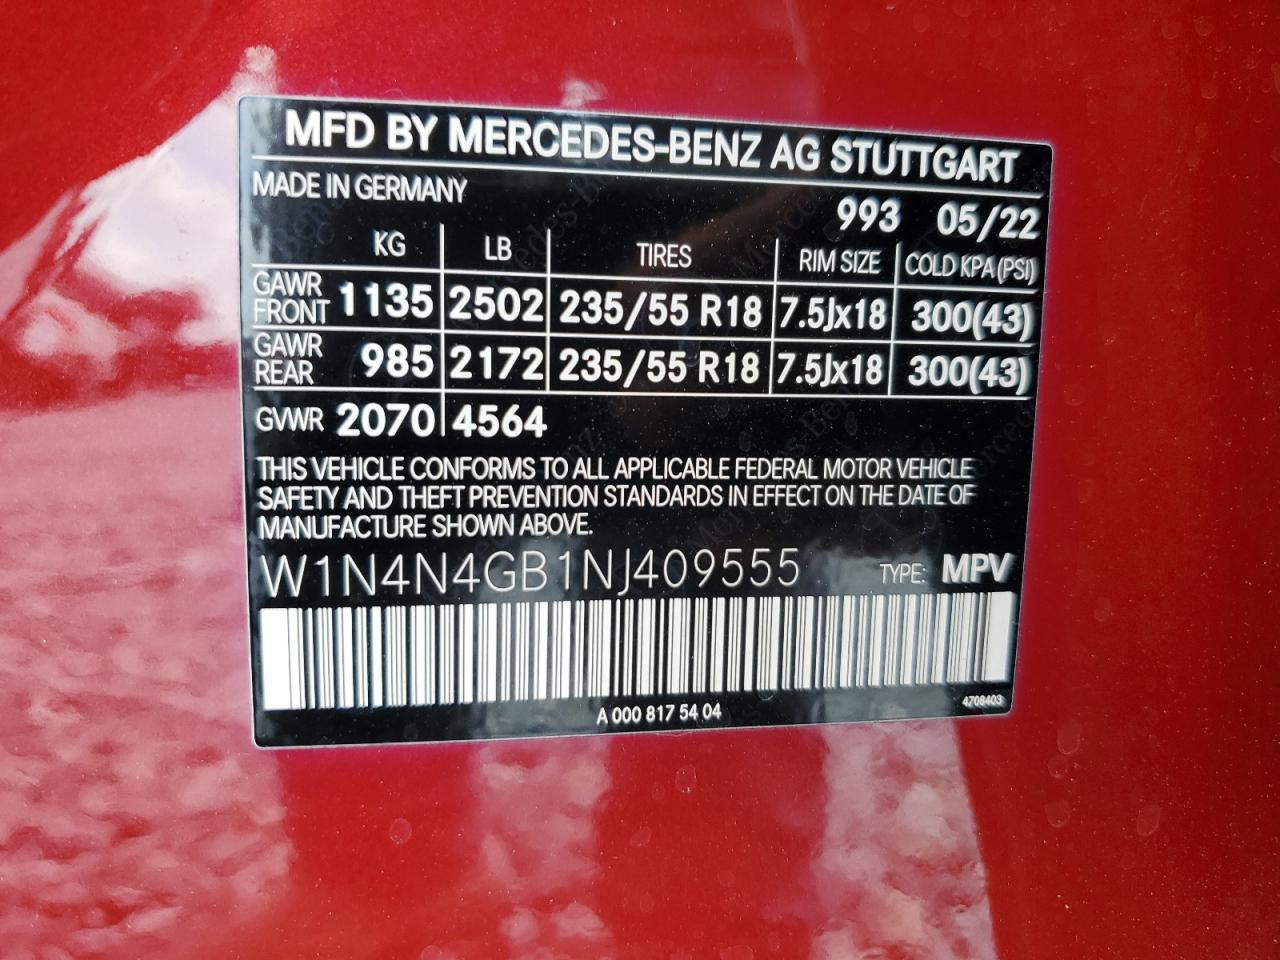 MFD BY MERCEDES-BENZ AG STUTTGART
MADE IN GERMANY
993 05/22
KG LB TIRES RIM SIZE COLD KPA (PSI)
GAWR FRONT 1135 2502 235/55 R18 7.5Jx18 300(43)
GAWR REAR 985 2172 235/55 R18 7.5Jx18 300(43)
GVWR 2070 4564
THIS VEHICLE CONFORMS TO ALL APPLICABLE FEDERAL MOTOR VEHICLE
SAFETY AND THEFT PREVENTION STANDARDS IN EFFECT ON THE DATE OF
MANUFACTURE SHOWN ABOVE.
W1N4N4GB1NJ409555 TYPE: MPV
A 000 817 54 04
4708403